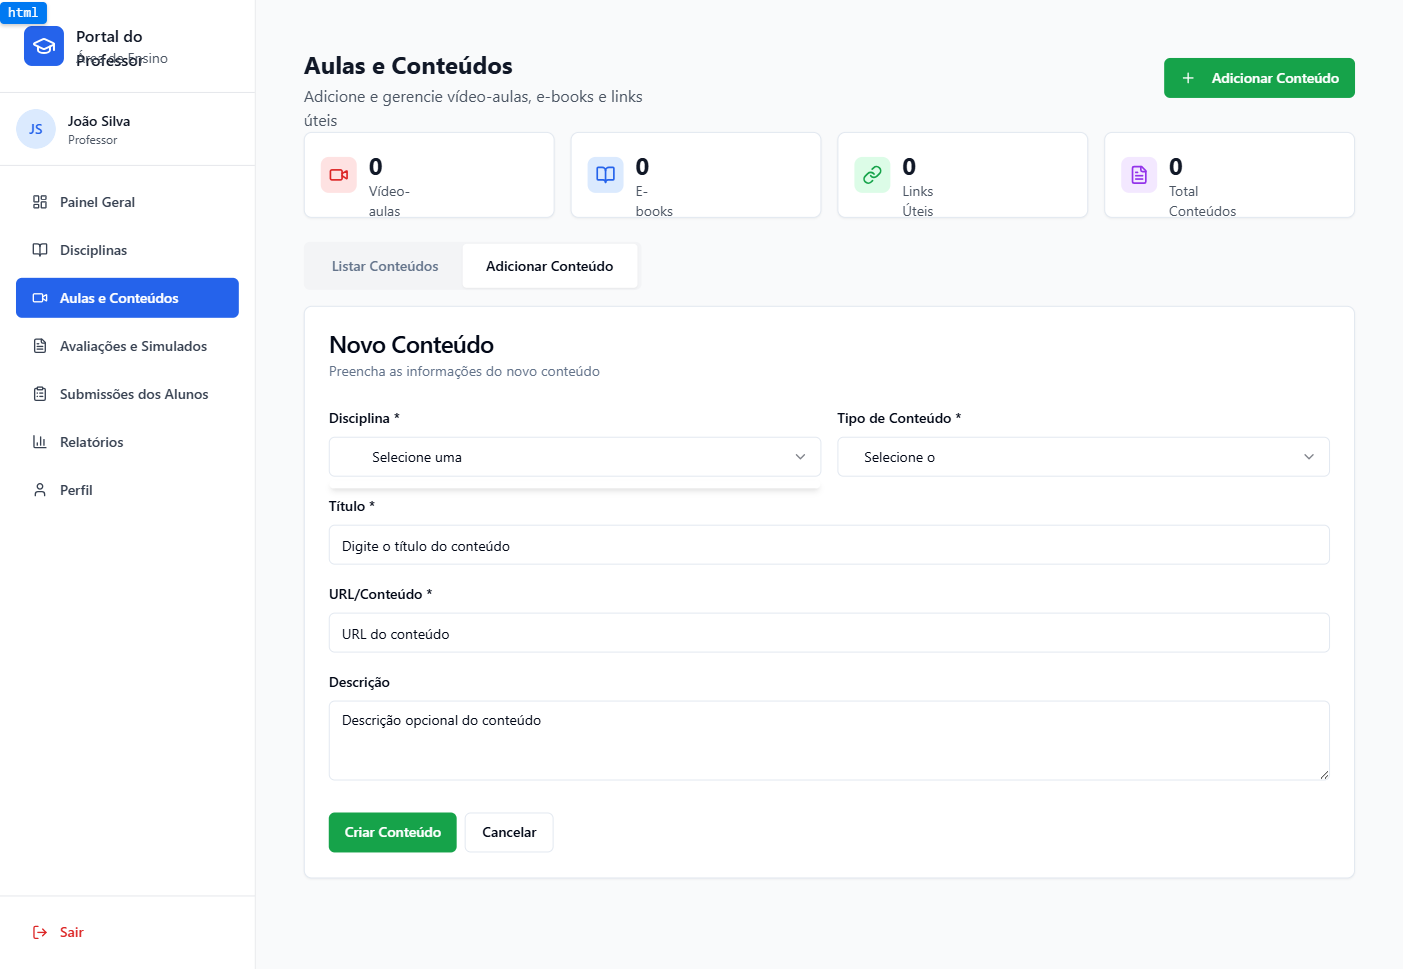 html
Portal do
Professor
Área de Ensino
JS
João Silva
Professor
Painel Geral
Disciplinas
Aulas e Conteúdos
Avaliações e Simulados
Submissões dos Alunos
Relatórios
Perfil
Sair
Aulas e Conteúdos
Adicione e gerencie vídeo-aulas, e-books e links
úteis
Adicionar Conteúdo
0
Vídeo-
aulas
0
E-
books
0
Links
Úteis
0
Total
Conteúdos
Listar Conteúdos
Adicionar Conteúdo
Novo Conteúdo
Preencha as informações do novo conteúdo
Disciplina *
Selecione uma
Tipo de Conteúdo *
Selecione o
Título *
Digite o título do conteúdo
URL/Conteúdo *
URL do conteúdo
Descrição
Descrição opcional do conteúdo
Criar Conteúdo
Cancelar